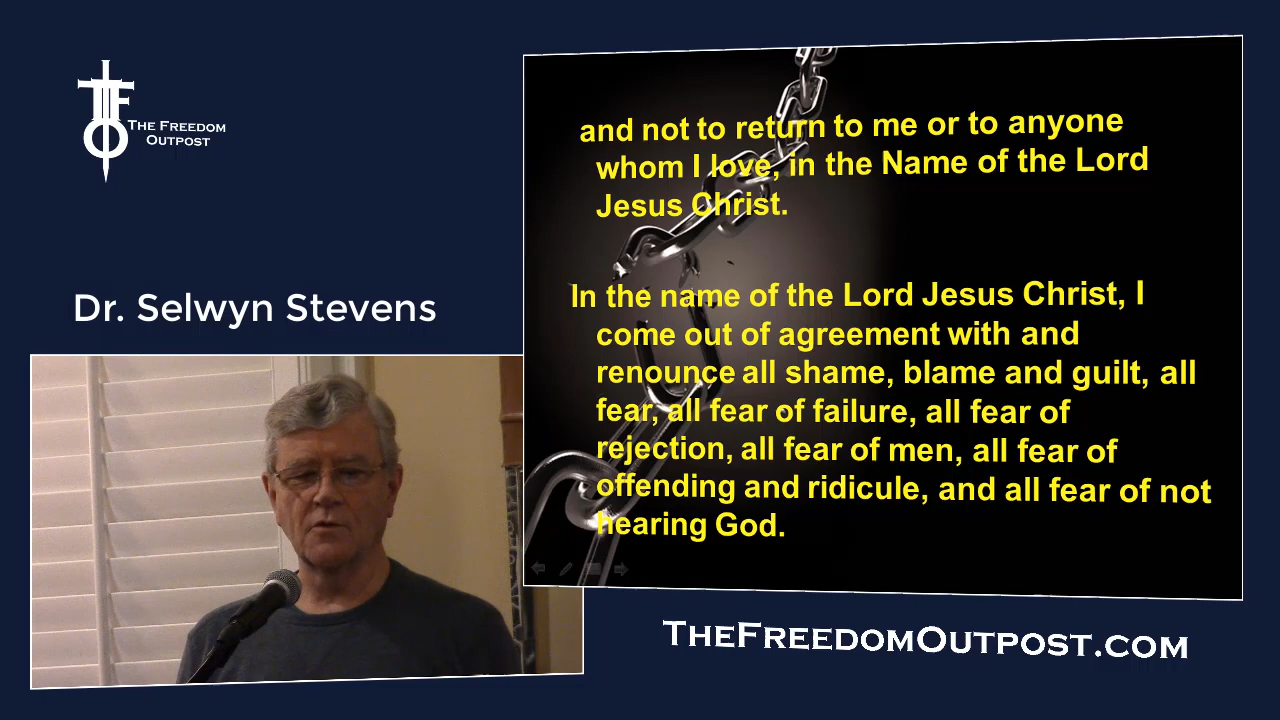 THE FREEDOM
OUTPOST
Dr. Selwyn Stevens
and not to return to me or to anyone
whom I love, in the Name of the Lord
Jesus Christ.
In the name of the Lord Jesus Christ, I
come out of agreement with and
renounce all shame, blame and guilt, all
fear, all fear of failure, all fear of
rejection, all fear of men, all fear of
offending and ridicule, and all fear of not
hearing God.
THEFREEDOMOUTPOST.COM